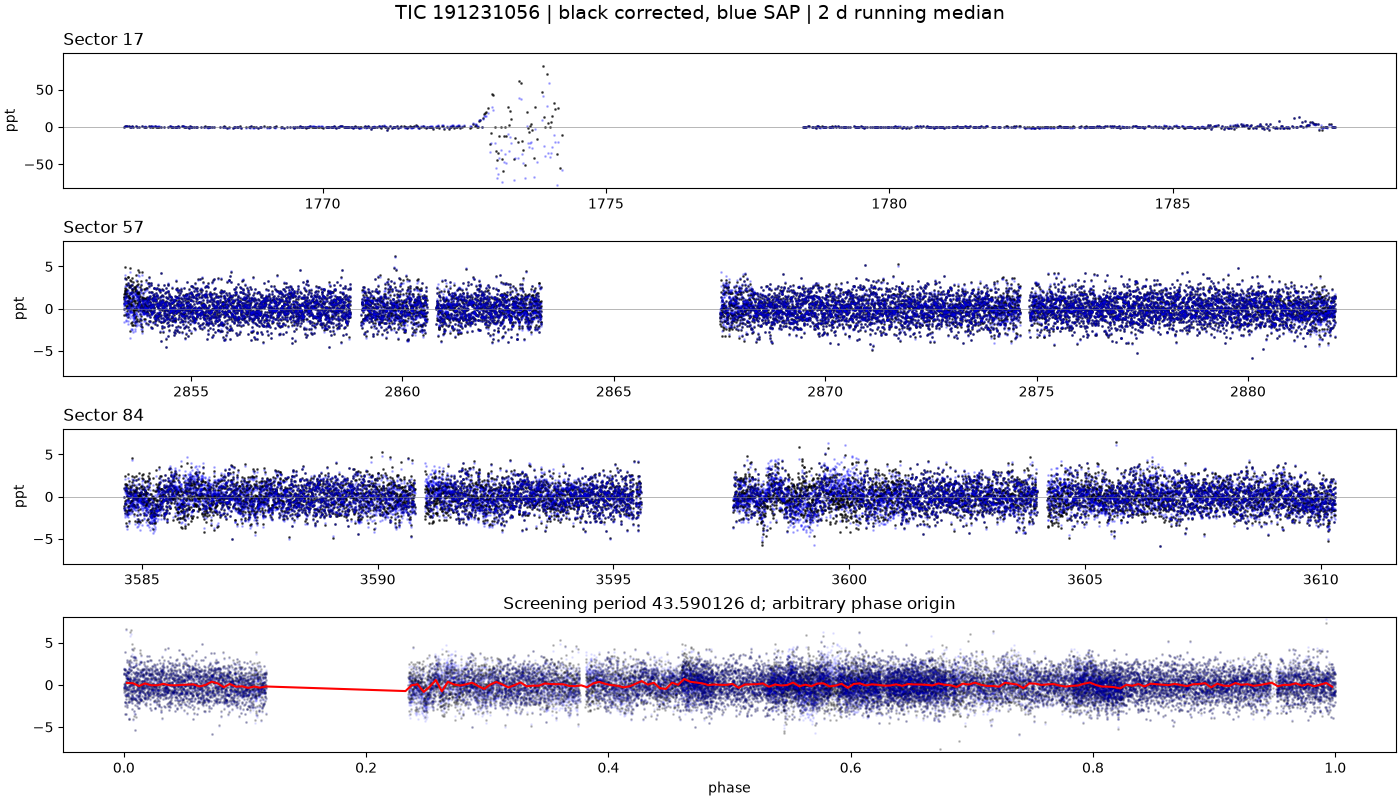 TIC 191231056 | black corrected, blue SAP | 2 d running median
Sector 17
ppt
50
0
−50
1770 1775 1780 1785
Sector 57
ppt
5
0
−5
2855 2860 2865 2870 2875 2880
Sector 84
ppt
5
0
−5
3585 3590 3595 3600 3605 3610
Screening period 43.590126 d; arbitrary phase origin
5
0
−5
0.0 0.2 0.4 0.6 0.8 1.0
phase